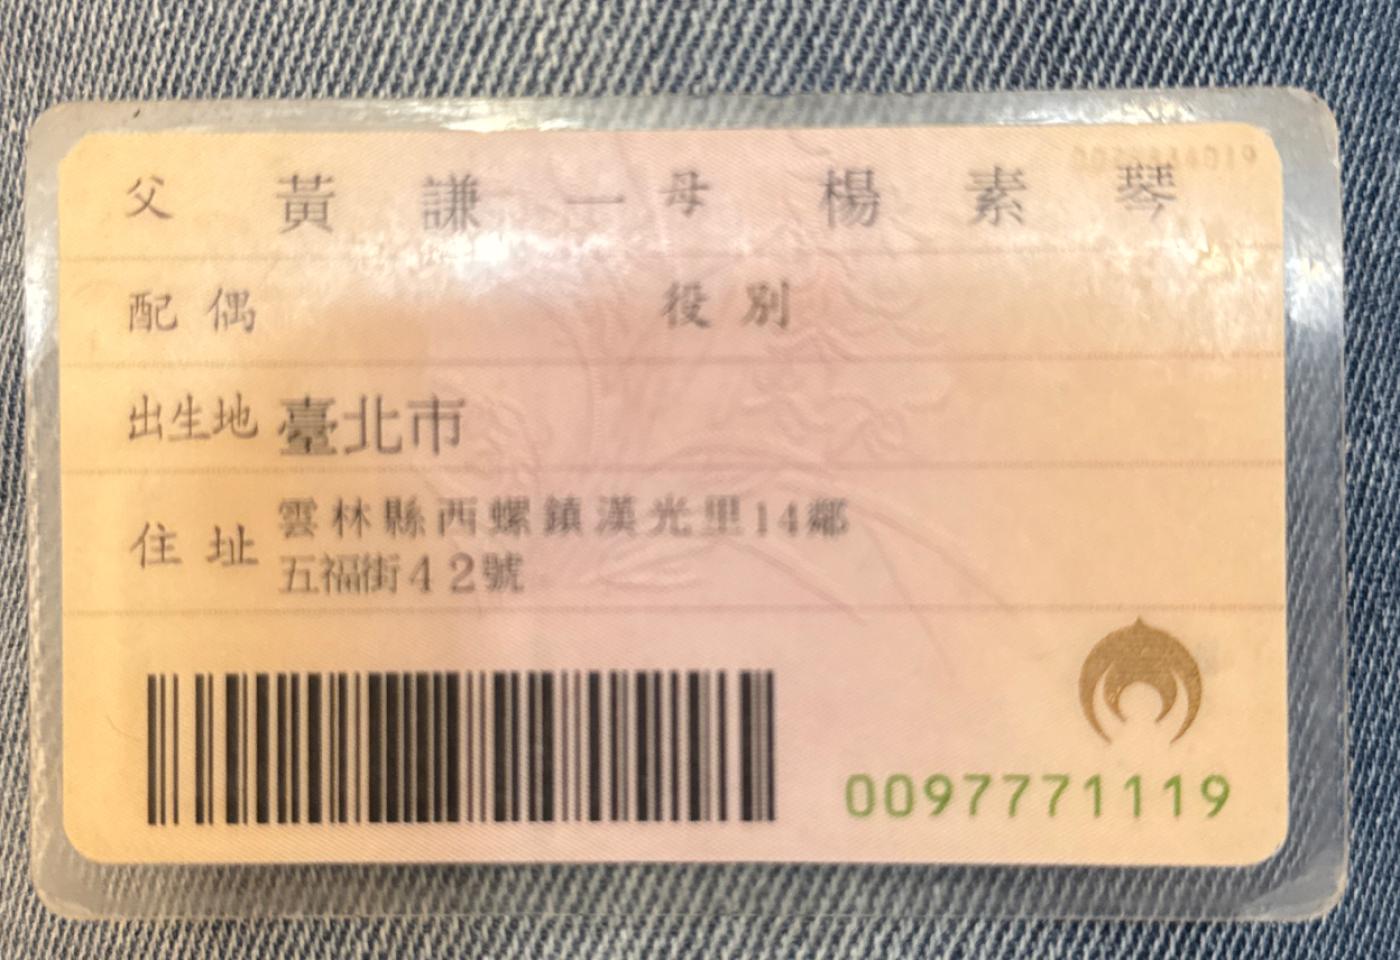 父 黃謙一 母 楊素琴
配偶 役別
出生地 臺北市
住址 雲林縣西螺鎮漢光里14鄰
五福街42號
0097771119